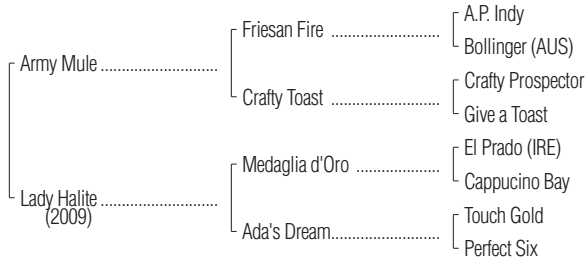 A.P. Indy
Friesan Fire ........................
Bollinger (AUS)
Army Mule ..........................
Crafty Prospector
Crafty Toast ........................
Give a Toast
El Prado (IRE)
Medaglia d'Oro ..................
Cappucino Bay
Lady Halite ..........................
(2009)
Touch Gold
Ada's Dream........................
Perfect Six